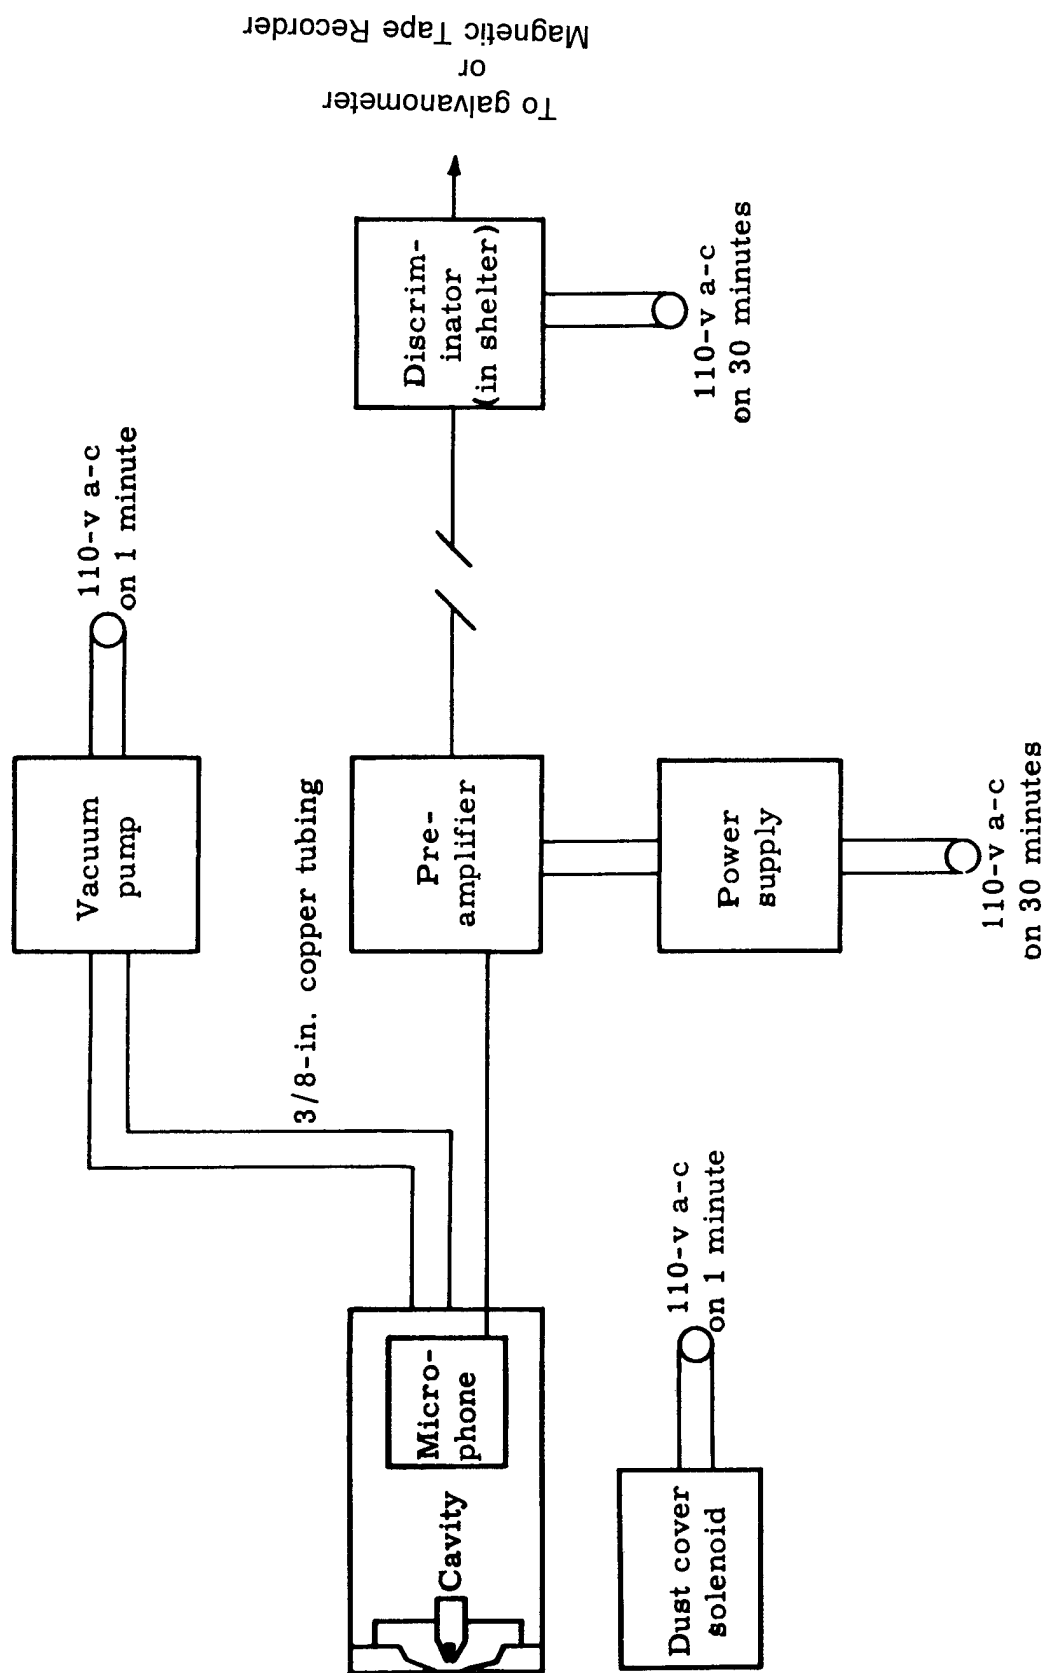 Vacuum
pump
110-v a-c
on 1 minute
3/8-in. copper tubing
Cavity
Micro-
phone
Pre-
amplifier
Discrim-
inator
(in shelter)
To galvanometer
or
Magnetic Tape Recorder
110-v a-c
on 30 minutes
Power
supply
110-v a-c
on 30 minutes
Dust cover
solenoid
110-v a-c
on 1 minute